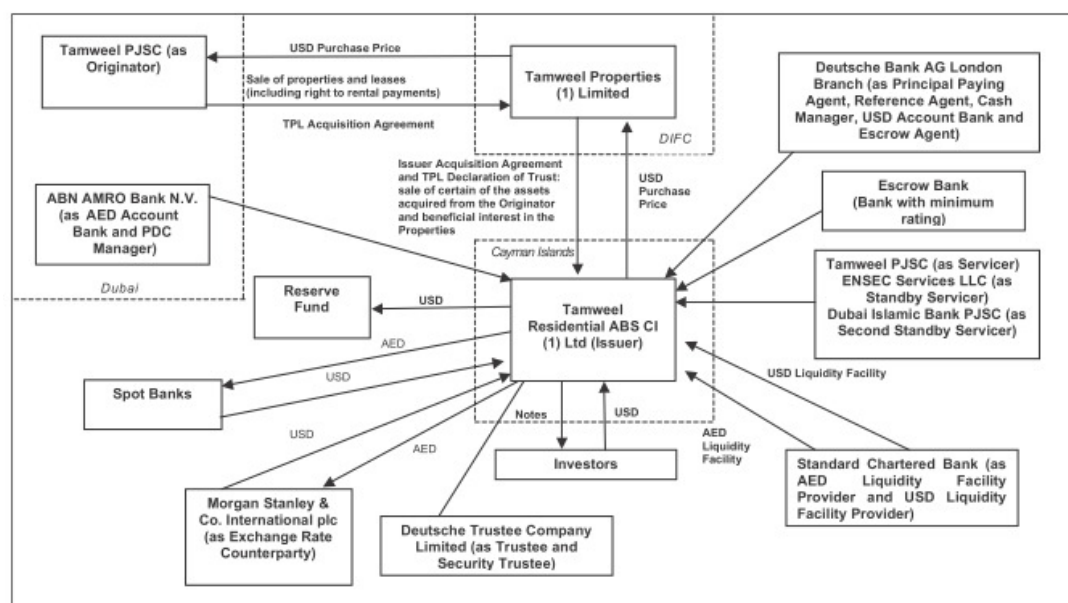 Tamweel PJSC (as
Originator)
USD Purchase Price
Sale of properties and leases
(including right to rental payments)
TPL Acquisition Agreement
Tamweel Properties
(1) Limited
DIFC
Deutsche Bank AG London
Branch (as Principal Paying
Agent, Reference Agent, Cash
Manager, USD Account Bank and
Escrow Agent)
Issuer Acquisition Agreement
and TPL Declaration of Trust:
sale of certain of the assets
acquired from the Originator
and beneficial interest in the
Properties
USD
Purchase
Price
ABN AMRO Bank N.V.
(as AED Account
Bank and PDC
Manager)
Dubai
Escrow Bank
(Bank with minimum
rating)
Cayman Islands
Reserve
Fund
USD
Tamweel
Residential ABS CI
(1) Ltd (Issuer)
Tamweel PJSC (as Servicer)
ENSEC Services LLC (as
Standby Servicer)
Dubai Islamic Bank PJSC (as
Second Standby Servicer)
AED
USD
Spot Banks
USD Liquidity Facility
USD
AED
Notes
USD
AED
Liquidity
Facility
Investors
Morgan Stanley &
Co. International plc
(as Exchange Rate
Counterparty)
Deutsche Trustee Company
Limited (as Trustee and
Security Trustee)
Standard Chartered Bank (as
AED Liquidity Facility
Provider and USD Liquidity
Facility Provider)